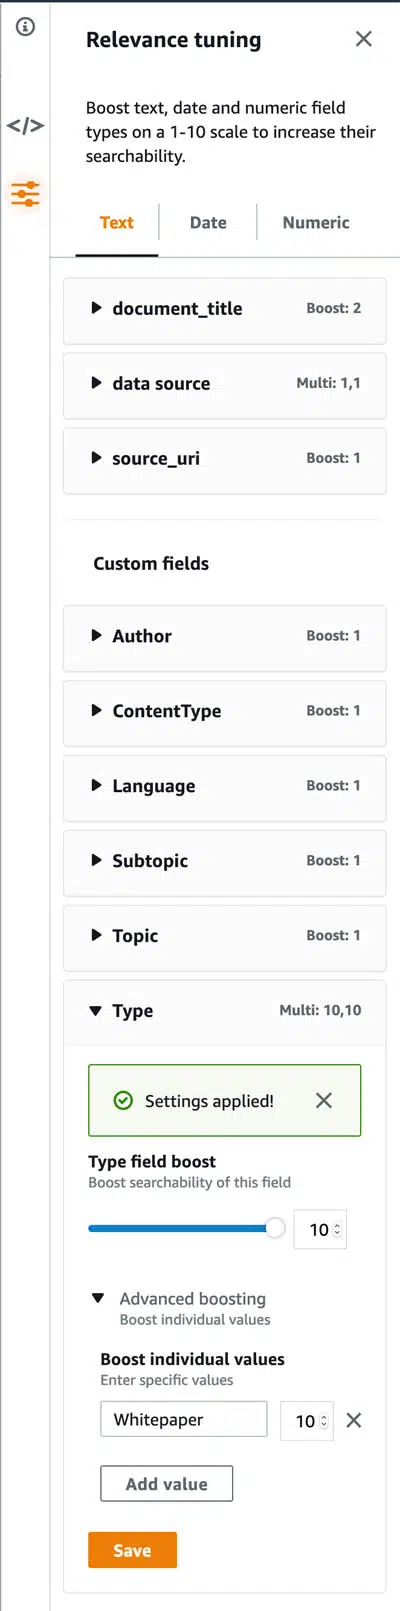 Relevance tuning
Boost text, date and numeric field
types on a 1-10 scale to increase their
searchability.
</>
Text Date Numeric
document_title Boost: 2
data source Multi: 1,1
source_uri Boost: 1
Custom fields
Author Boost: 1
ContentType Boost: 1
Language Boost: 1
Subtopic Boost: 1
Topic Boost: 1
Type Multi: 10,10
Settings applied!
Type field boost
Boost searchability of this field
10
Advanced boosting
Boost individual values
Boost individual values
Enter specific values
Whitepaper 10
Add value
Save